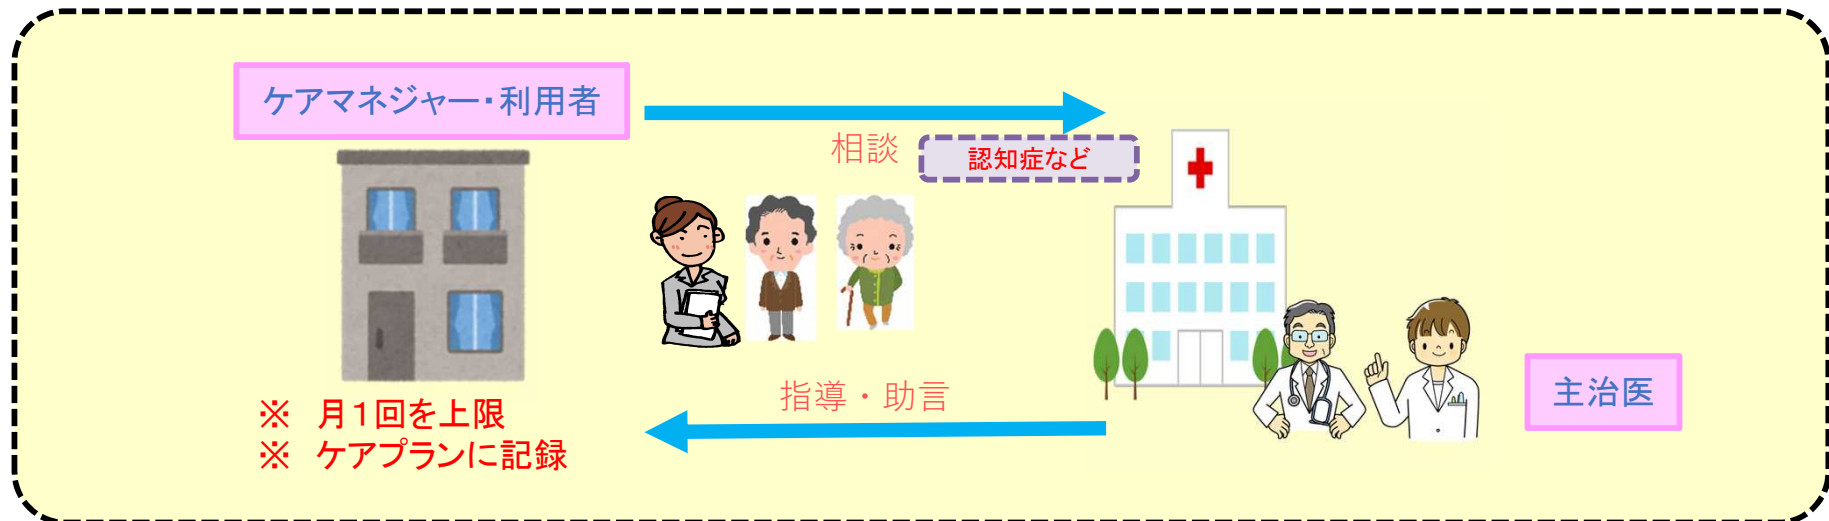 ケアマネジャー・利用者
相談
認知症など
指導・助言
主治医
※ 月１回を上限
※ ケアプランに記録